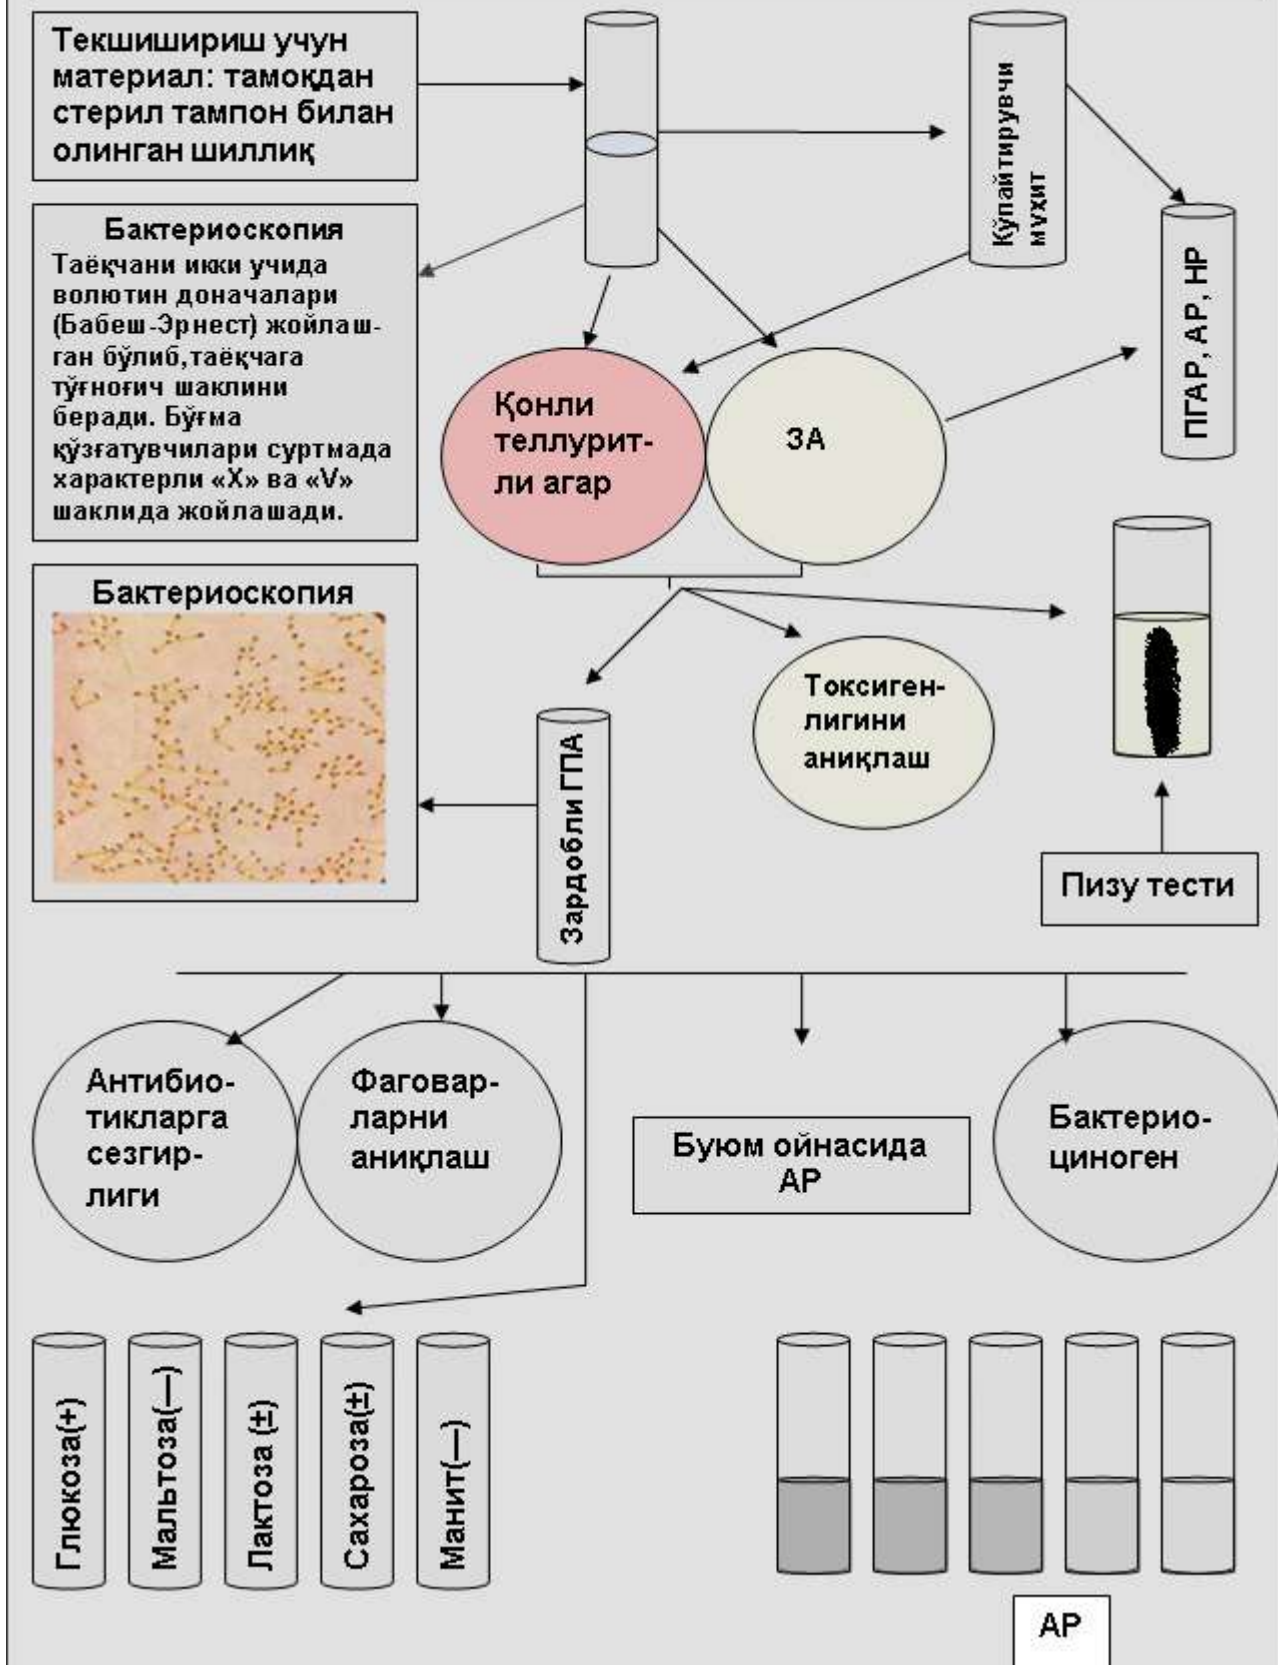 Текшишириш учун
материал: тамоқдан
стерил тампон билан
олинган шиллиқ
Кўпайтирувчи
муҳит
Бактериоскопия
Таёқчани икки учида
волютин доначалари
(Бабеш-Эрнест) жойлаш-
ган бўлиб,таёқчага
тўғноғич шаклини
беради. Бўғма
қўзғатувчилари суртмада
характерли «X» ва «V»
шаклида жойлашади.
ПГАР, АР, НР
Қонли
теллурит-
ли агар
ЗА
Бактериоскопия
Токсиген-
лигини
аниқлаш
Зардобли ГПА
Пизу тести
Антибио-
тикларга
сезгир-
лиги
Фаговар-
ларни
аниқлаш
Буюм ойнасида
АР
Бактерио-
циноген
Глюкоза(+)
Мальтоза(—)
Лактоза (±)
Сахароза(±)
Манит(—)
АР